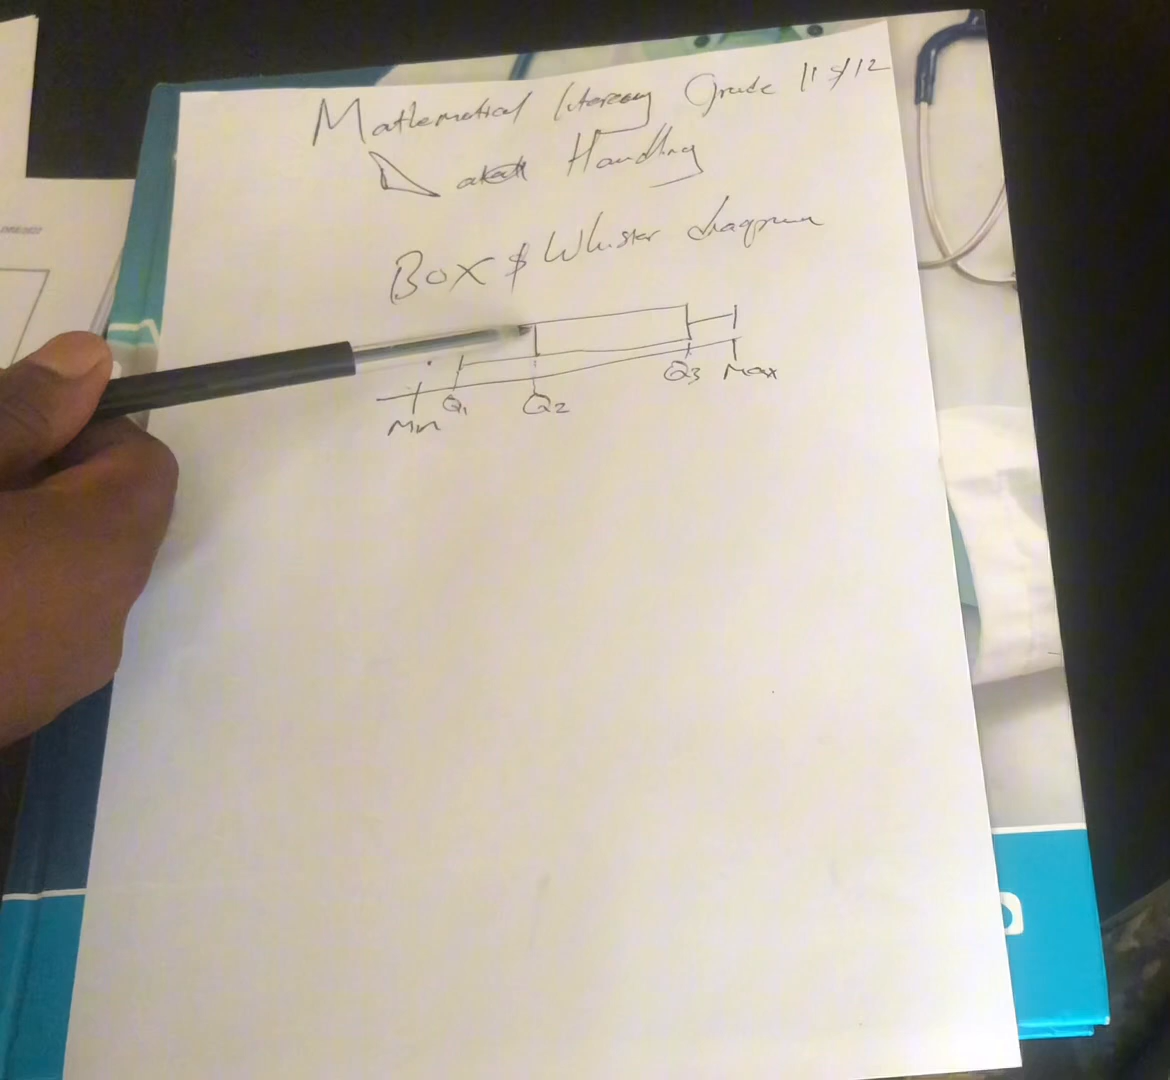 Mathematical literacy Grade 11 & 12
Data Handling
Box & Whisker diagram
Q3 Max
Min Q1 Q2